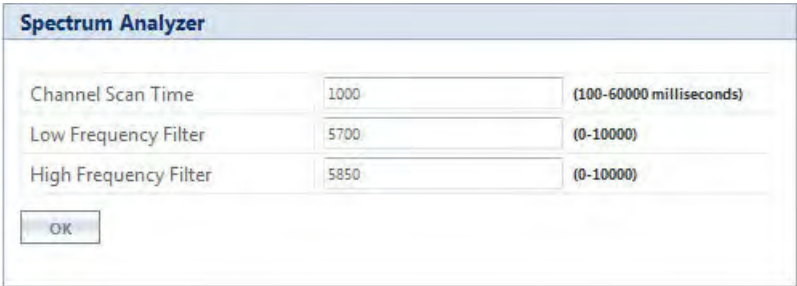 Spectrum Analyzer
Channel Scan Time 1000 (100-60000 milliseconds)
Low Frequency Filter 5700 (0-10000)
High Frequency Filter 5850 (0-10000)
OK